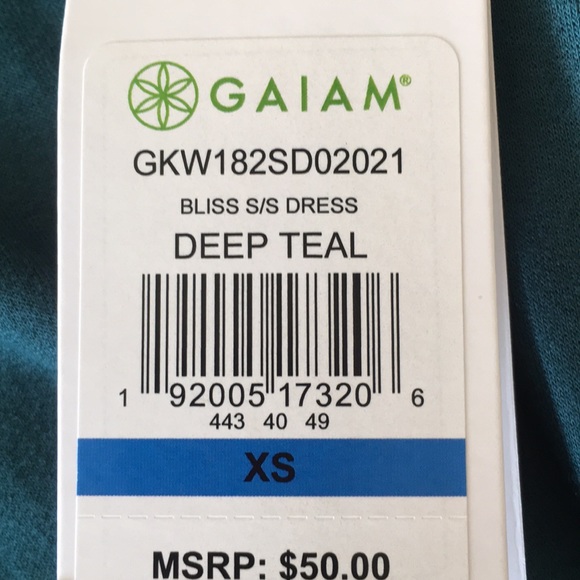 GAIAM®
GKW182SD02021
BLISS S/S DRESS
DEEP TEAL
1 92005 17320 6
443 40 49
XS
MSRP: $50.00